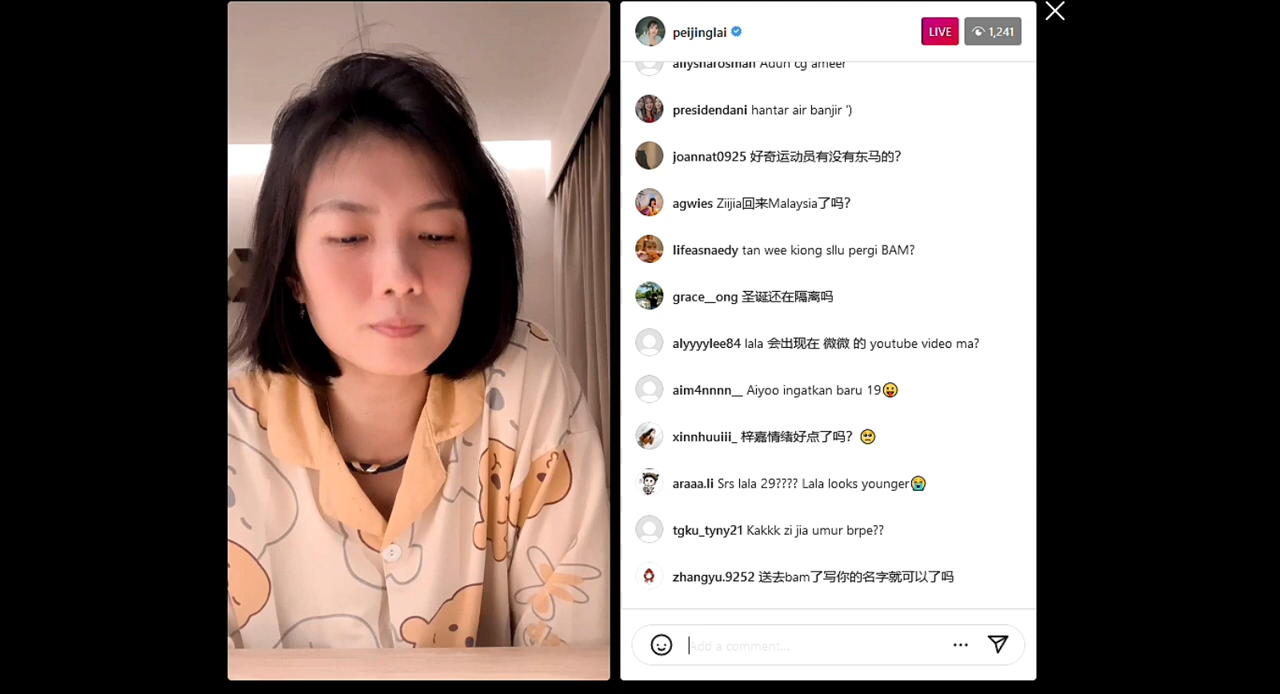 peijinglai
LIVE
1,241
allysharosman Adun cg ameer
presidendani hantar air banjir ')
joannat0925 好奇运动员有没有东马的?
agwies Ziijia回来Malaysia了吗?
lifeasnaedy tan wee kiong sllu pergi BAM?
grace__ong 圣诞还在隔离吗
alyyyylee84 lala 会出现在 微微 的 youtube video ma?
aim4nnnn__ Aiyoo ingatkan baru 19😛
xinnhuuiii_ 梓嘉情绪好点了吗? 🥺
araaa.li Srs lala 29???? Lala looks younger😭
tgku_tyny21 Kakkk zi jia umur brpe??
zhangyu.9252 送去bam了写你的名字就可以了吗
Add a comment...